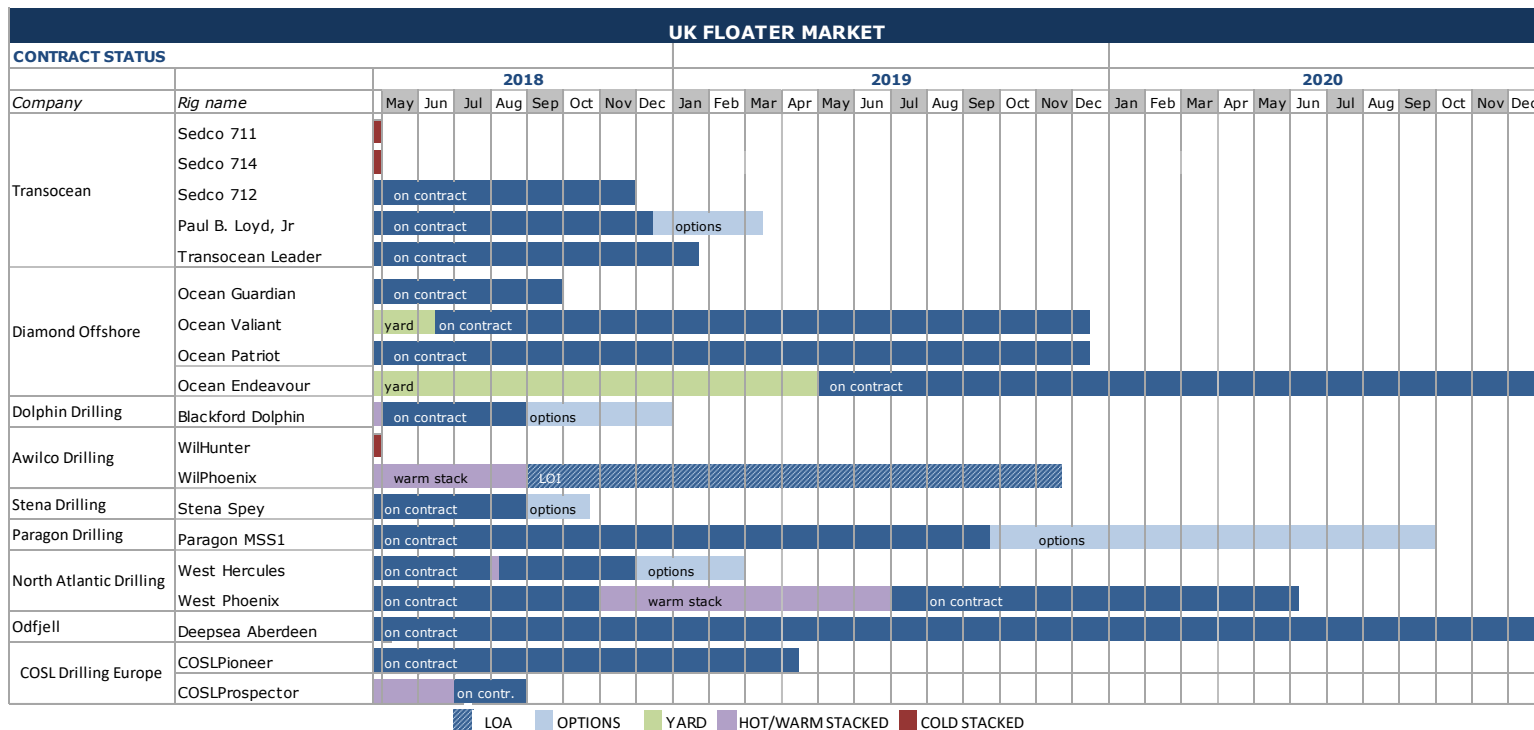 UK FLOATER MARKET
CONTRACT STATUS
2018 2019 2020
Company Rig name May Jun Jul Aug Sep Oct Nov Dec Jan Feb Mar Apr May Jun Jul Aug Sep Oct Nov Dec Jan Feb Mar Apr May Jun Jul Aug Sep Oct Nov Dec
Sedco 711
Sedco 714
Transocean
Sedco 712 on contract
Paul B. Loyd, Jr on contract options
Transocean Leader on contract
Ocean Guardian on contract
Ocean Valiant yard on contract
Diamond Offshore
Ocean Patriot on contract
Ocean Endeavour yard on contract
Dolphin Drilling Blackford Dolphin on contract options
WilHunter
Awilco Drilling
WilPhoenix warm stack LOI
Stena Drilling Stena Spey on contract options
Paragon Drilling Paragon MSS1 on contract options
West Hercules on contract options
North Atlantic Drilling
West Phoenix on contract warm stack on contract
Odfjell Deepsea Aberdeen on contract
COSLPioneer on contract
COSL Drilling Europe
COSLProspector on contr.
LOA OPTIONS YARD HOT/WARM STACKED COLD STACKED